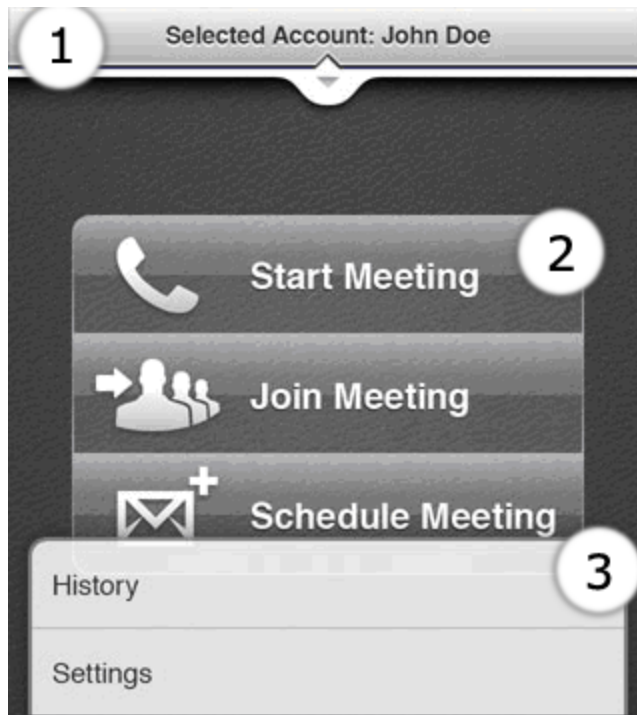 1
Selected Account: John Doe
2
Start Meeting
Join Meeting
Schedule Meeting
3
History
Settings